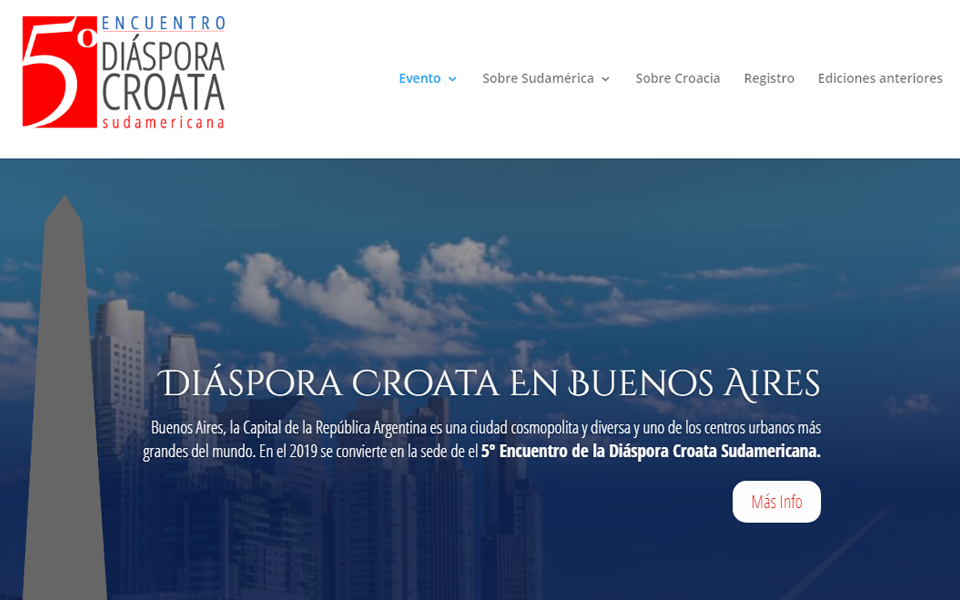 5º
ENCUENTRO
DIÁSPORA
CROATA
sudamericana
Evento
Sobre Sudamérica
Sobre Croacia
Registro
Ediciones anteriores
Diáspora Croata En Buenos Aires
Buenos Aires, la Capital de la República Argentina es una ciudad cosmopolita y diversa y uno de los centros urbanos más
grandes del mundo. En el 2019 se convierte en la sede de el 5º Encuentro de la Diáspora Croata Sudamericana.
Más Info